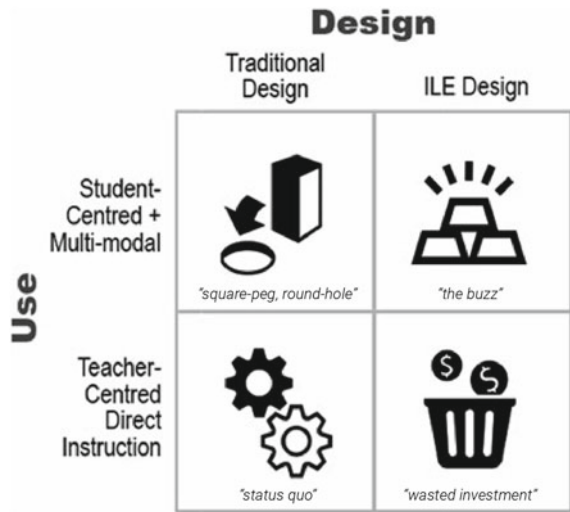 Design
Traditional
Design
ILE Design
Use
Student-
Centred +
Multi-modal
"square-peg, round-hole"
"the buzz"
Teacher-
Centred
Direct
Instruction
$
$
"status quo"
"wasted investment"